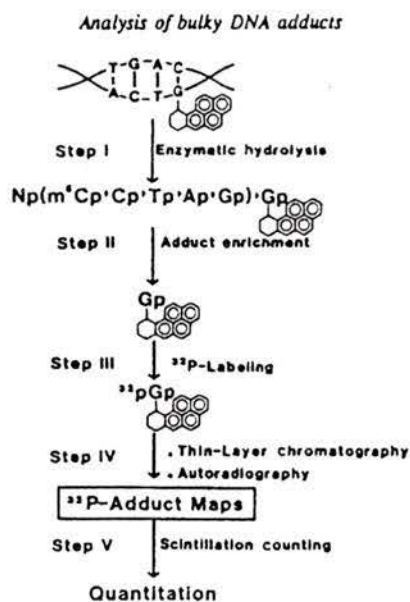 Analysis of bulky DNA adducts
T G A C
A C T G
Step I Enzymatic hydrolysis
Np(m⁶Cp,Cp,Tp,Ap,Gp),Gp
Step II Adduct enrichment
Gp
Step III ³²P-Labeling
³²pGp
Step IV . Thin-Layer chromatography
. Autoradiography
³²P-Adduct Maps
Step V Scintillation counting
Quantitation